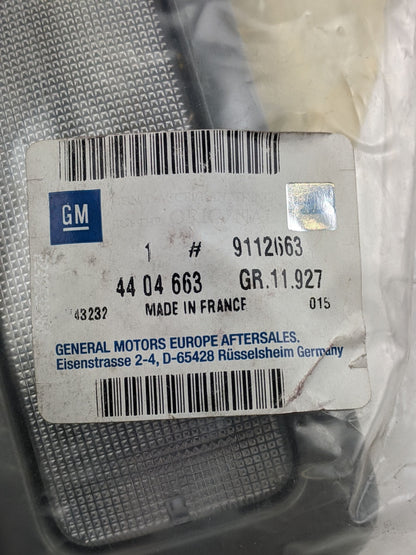 GM
1 # 9112663
44 04 663 GR.11.927
43232 MADE IN FRANCE 015
GENERAL MOTORS EUROPE AFTERSALES.
Eisenstrasse 2-4, D-65428 Rüsselsheim Germany